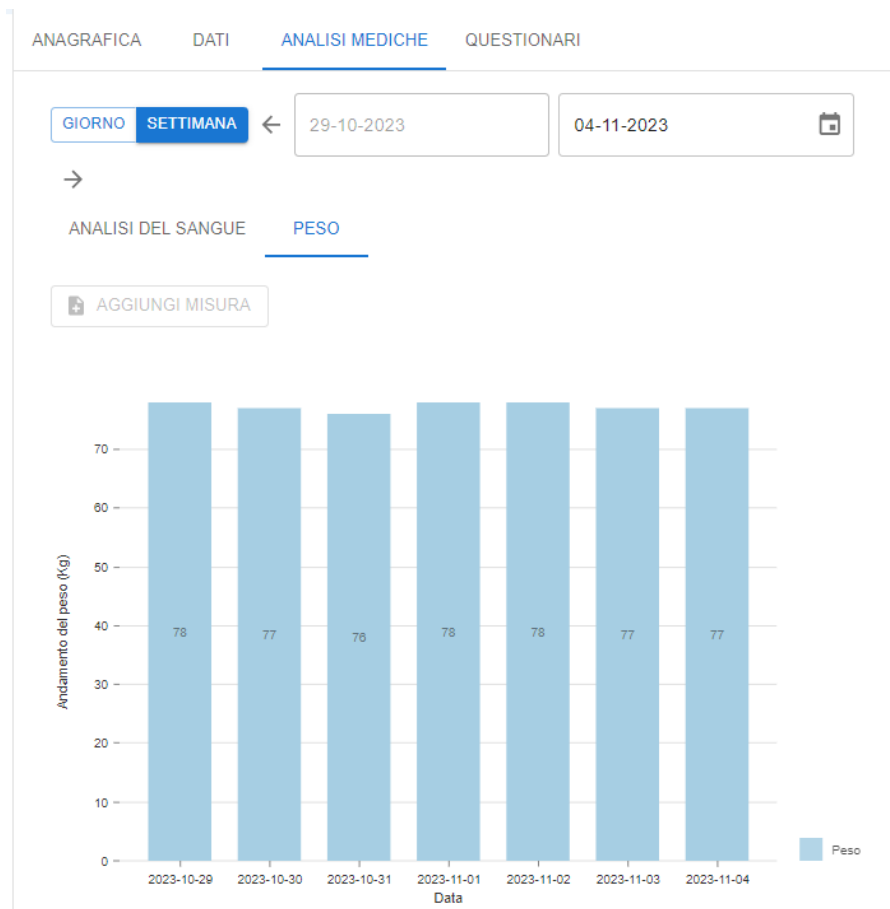 ANAGRAFICA DATI ANALISI MEDICHE QUESTIONARI
GIORNO SETTIMANA 29-10-2023 04-11-2023
ANALISI DEL SANGUE PESO
AGGIUNGI MISURA
Andamento del peso (Kg)
70
60
50
40
30
20
10
0
78 77 76 78 78 77 77
2023-10-29 2023-10-30 2023-10-31 2023-11-01 2023-11-02 2023-11-03 2023-11-04
Data
Peso